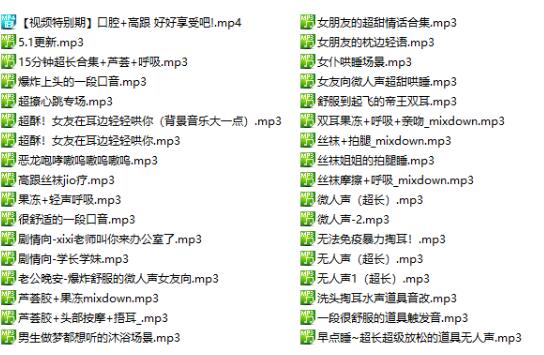 【视频特别期】口腔+高跟 好好享受吧!.mp4
5.1更新.mp3
15分钟超长合集+芦荟+呼吸.mp3
爆炸上头的一段口音.mp3
超撩心跳专场.mp3
超酥！女友在耳边轻轻哄你（背景音乐大一点）.mp3
超酥！女友在耳边轻轻哄你.mp3
恶龙咆哮嗷呜嗷呜嗷呜.mp3
高跟丝袜jio疗.mp3
果冻+轻声呼吸.mp3
很舒适的一段口音.mp3
剧情向-xixi老师叫你来办公室了.mp3
剧情向-学长学妹.mp3
老公晚安-爆炸舒服的微人声女友向.mp3
芦荟胶+果冻mixdown.mp3
芦荟胶+头部按摩+捂耳_.mp3
男生做梦都想听的沐浴场景.mp3
女朋友的超甜情话合集.mp3
女朋友的枕边轻语.mp3
女仆哄睡场景.mp3
女友向微人声超甜哄睡.mp3
舒服到起飞的帝王双耳.mp3
双耳果冻+呼吸+亲吻_mixdown.mp3
丝袜+拍腿_mixdown.mp3
丝袜姐姐的拍腿睡.mp3
丝袜摩擦+呼吸_mixdown.mp3
微人声（超长）.mp3
微人声-2.mp3
无法免疫暴力掏耳！.mp3
无人声（超长）.mp3
无人声1（超长）.mp3
洗头掏耳水声道具音改.mp3
一段很舒服的道具触发音.mp3
早点睡~超长超级放松的道具无人声.mp3